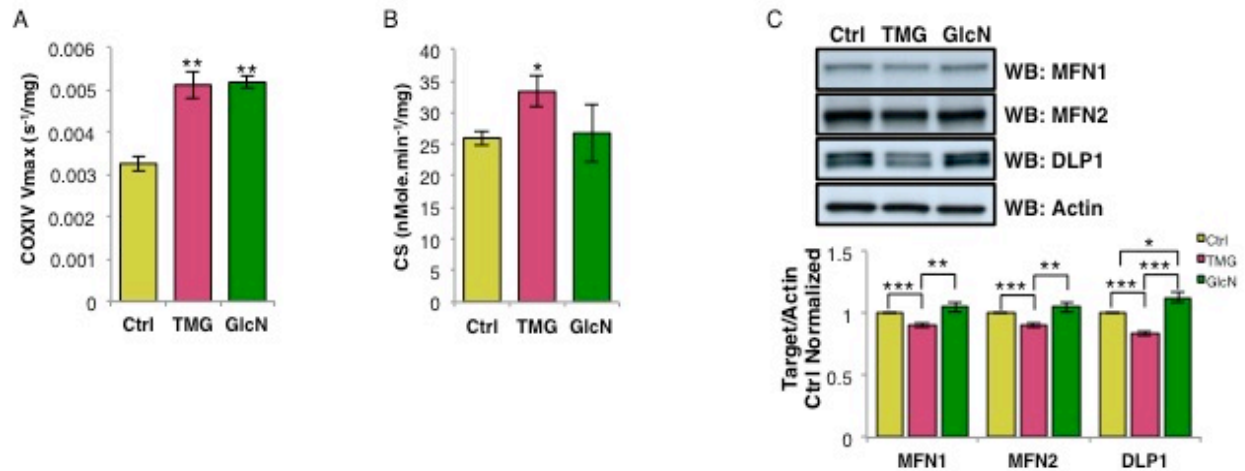 A
COXIV Vmax (s⁻¹/mg)
0.006
0.005
0.004
0.003
0.002
0.001
0
** **
Ctrl TMG GlcN
B
CS (nMole.min⁻¹/mg)
40
35
30
25
20
15
10
5
0
*
Ctrl TMG GlcN
C
Ctrl TMG GlcN
WB: MFN1
WB: MFN2
WB: DLP1
WB: Actin
Target/Actin
Ctrl Normalized
1.5
1
0.5
0
*** **
*** **
*
*** ***
Ctrl
TMG
GlcN
MFN1 MFN2 DLP1